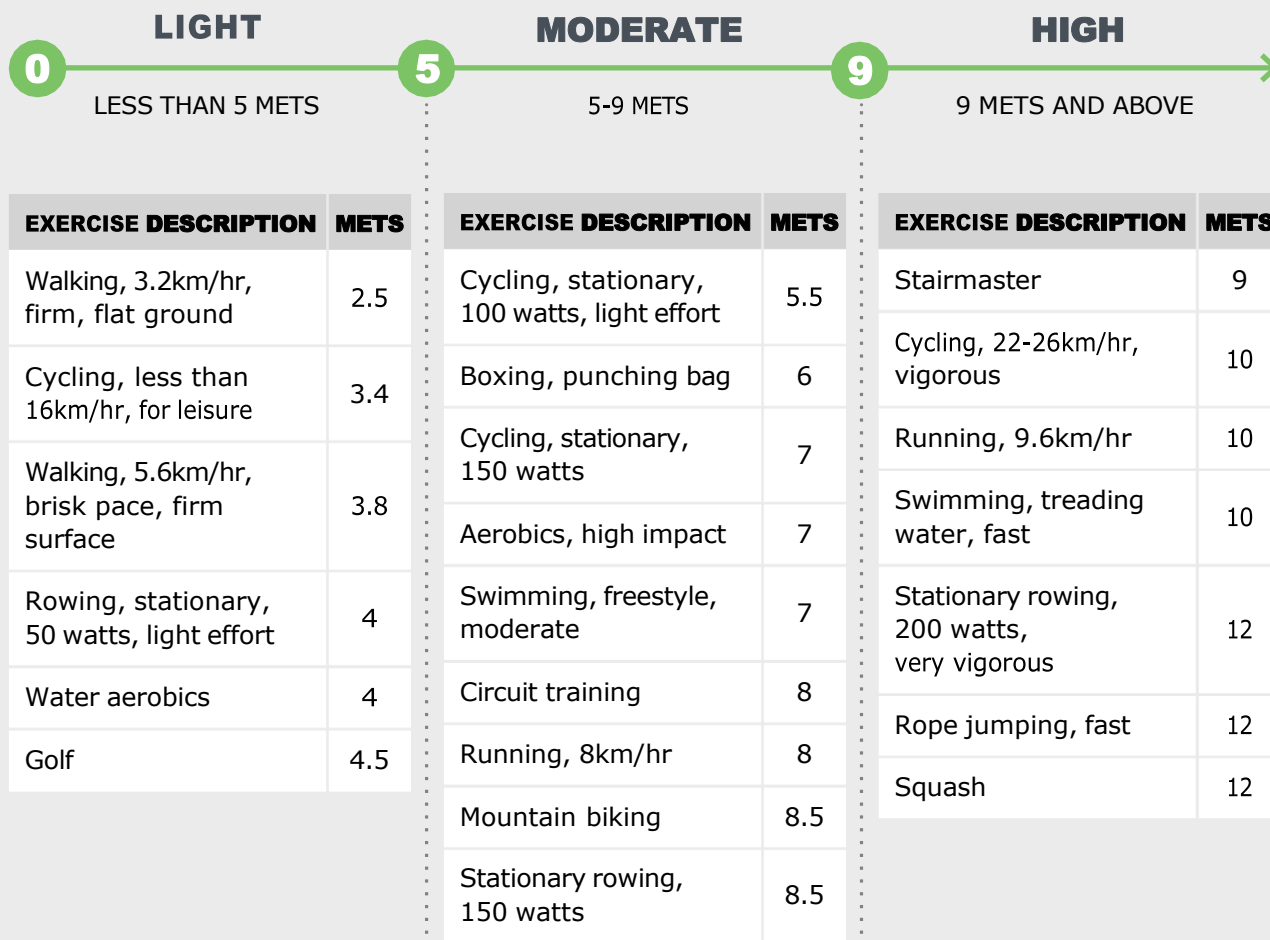 LIGHT
MODERATE
HIGH
0
5
9
LESS THAN 5 METS
5-9 METS
9 METS AND ABOVE
EXERCISE DESCRIPTION METS
Walking, 3.2km/hr,
firm, flat ground
2.5
Cycling, less than
16km/hr, for leisure
3.4
Walking, 5.6km/hr,
brisk pace, firm
surface
3.8
Rowing, stationary,
50 watts, light effort
4
Water aerobics 4
Golf 4.5
EXERCISE DESCRIPTION METS
Cycling, stationary,
100 watts, light effort
5.5
Boxing, punching bag 6
Cycling, stationary,
150 watts
7
Aerobics, high impact 7
Swimming, freestyle,
moderate
7
Circuit training 8
Running, 8km/hr 8
Mountain biking 8.5
Stationary rowing,
150 watts
8.5
EXERCISE DESCRIPTION METS
Stairmaster 9
Cycling, 22-26km/hr,
vigorous
10
Running, 9.6km/hr 10
Swimming, treading
water, fast
10
Stationary rowing,
200 watts,
very vigorous
12
Rope jumping, fast 12
Squash 12